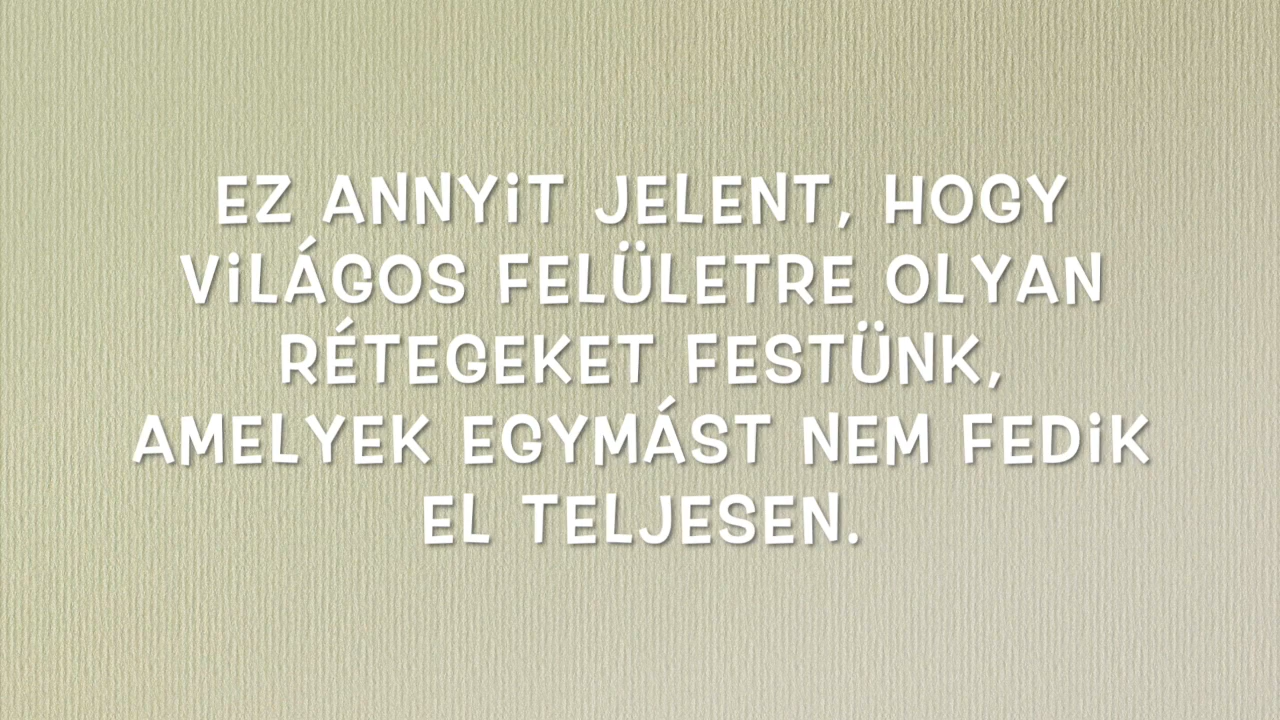 EZ ANNYiT JELENT, HOGY
ViLÁGOS FELÜLETRE OLYAN
RÉTEGEKET FESTÜNK,
AMELYEK EGYMÁST NEM FEDiK
EL TELJESEN.